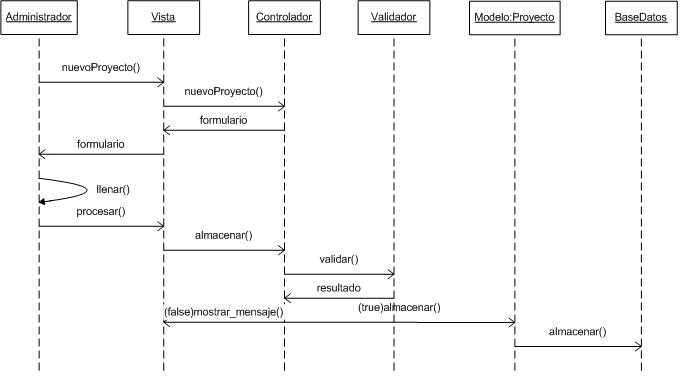 Administrador
Vista
Controlador
Validador
Modelo:Proyecto
BaseDatos
nuevoProyecto()
nuevoProyecto()
formulario
formulario
llenar()
procesar()
almacenar()
validar()
resultado
(false)mostrar_mensaje()
(true)almacenar()
almacenar()